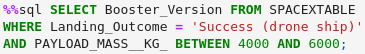 %%sql SELECT Booster_Version FROM SPACEXTABLE
WHERE Landing_Outcome = 'Success (drone ship)'
AND PAYLOAD_MASS__KG_ BETWEEN 4000 AND 6000;